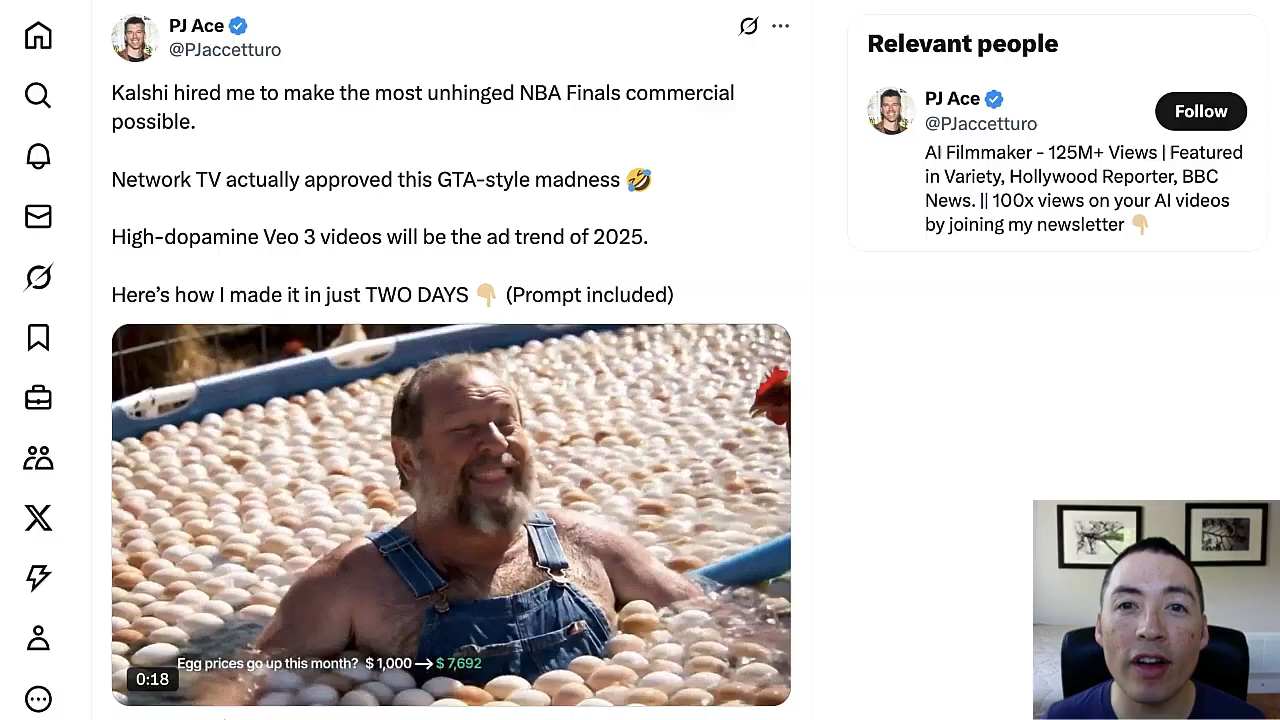 PJ Ace
@PJaccetturo
Kalshi hired me to make the most unhinged NBA Finals commercial
possible.
Network TV actually approved this GTA-style madness 🤣
High-dopamine Veo 3 videos will be the ad trend of 2025.
Here’s how I made it in just TWO DAYS 👇🏼 (Prompt included)
Egg prices go up this month? $ 1,000 → $ 7,692
0:18
Relevant people
PJ Ace
@PJaccetturo
Follow
AI Filmmaker - 125M+ Views | Featured
in Variety, Hollywood Reporter, BBC
News. || 100x views on your AI videos
by joining my newsletter 👇🏼